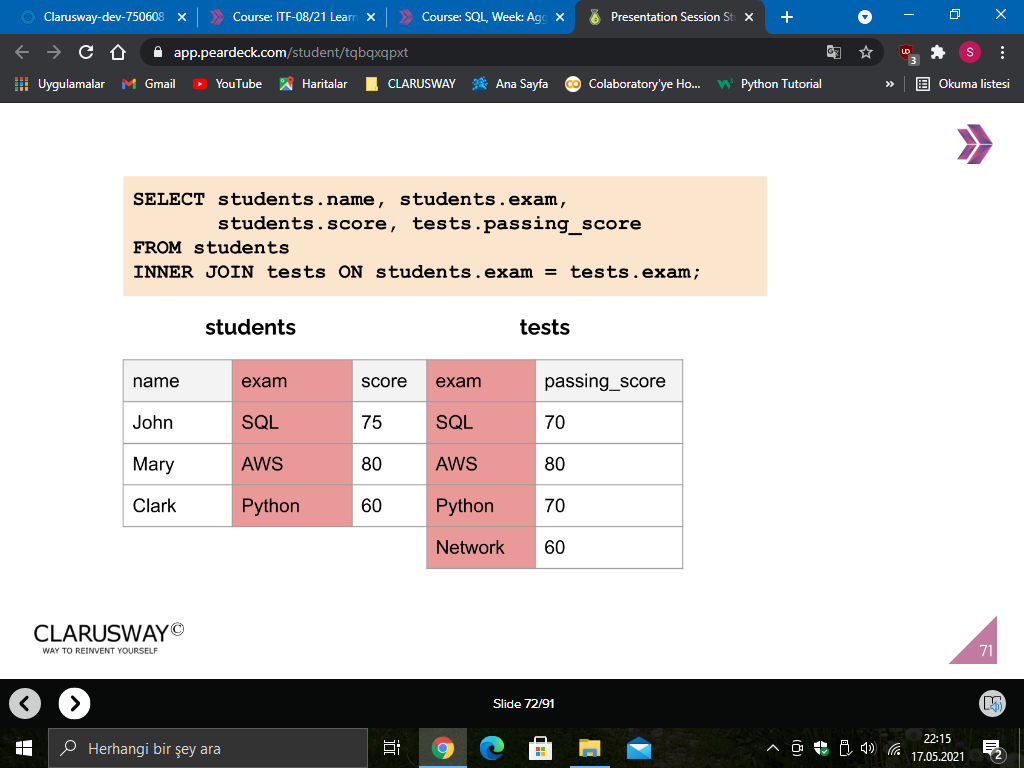 Clarusway-dev-750608
Course: ITF-08/21 Learn
Course: SQL, Week: Agg
Presentation Session St
app.peardeck.com/student/tqbqxqpxt
UD
3
S
Uygulamalar
Gmail
YouTube
Haritalar
CLARUSWAY
Ana Sayfa
Colaboratory'ye Ho...
Python Tutorial
»
Okuma listesi
SELECT students.name, students.exam,
students.score, tests.passing_score
FROM students
INNER JOIN tests ON students.exam = tests.exam;
students tests
name exam score exam passing_score
John SQL 75 SQL 70
Mary AWS 80 AWS 80
Clark Python 60 Python 70
Network 60
CLARUSWAY©
WAY TO REINVENT YOURSELF
71
Slide 72/91
Herhangi bir şey ara
22:15
17.05.2021
2